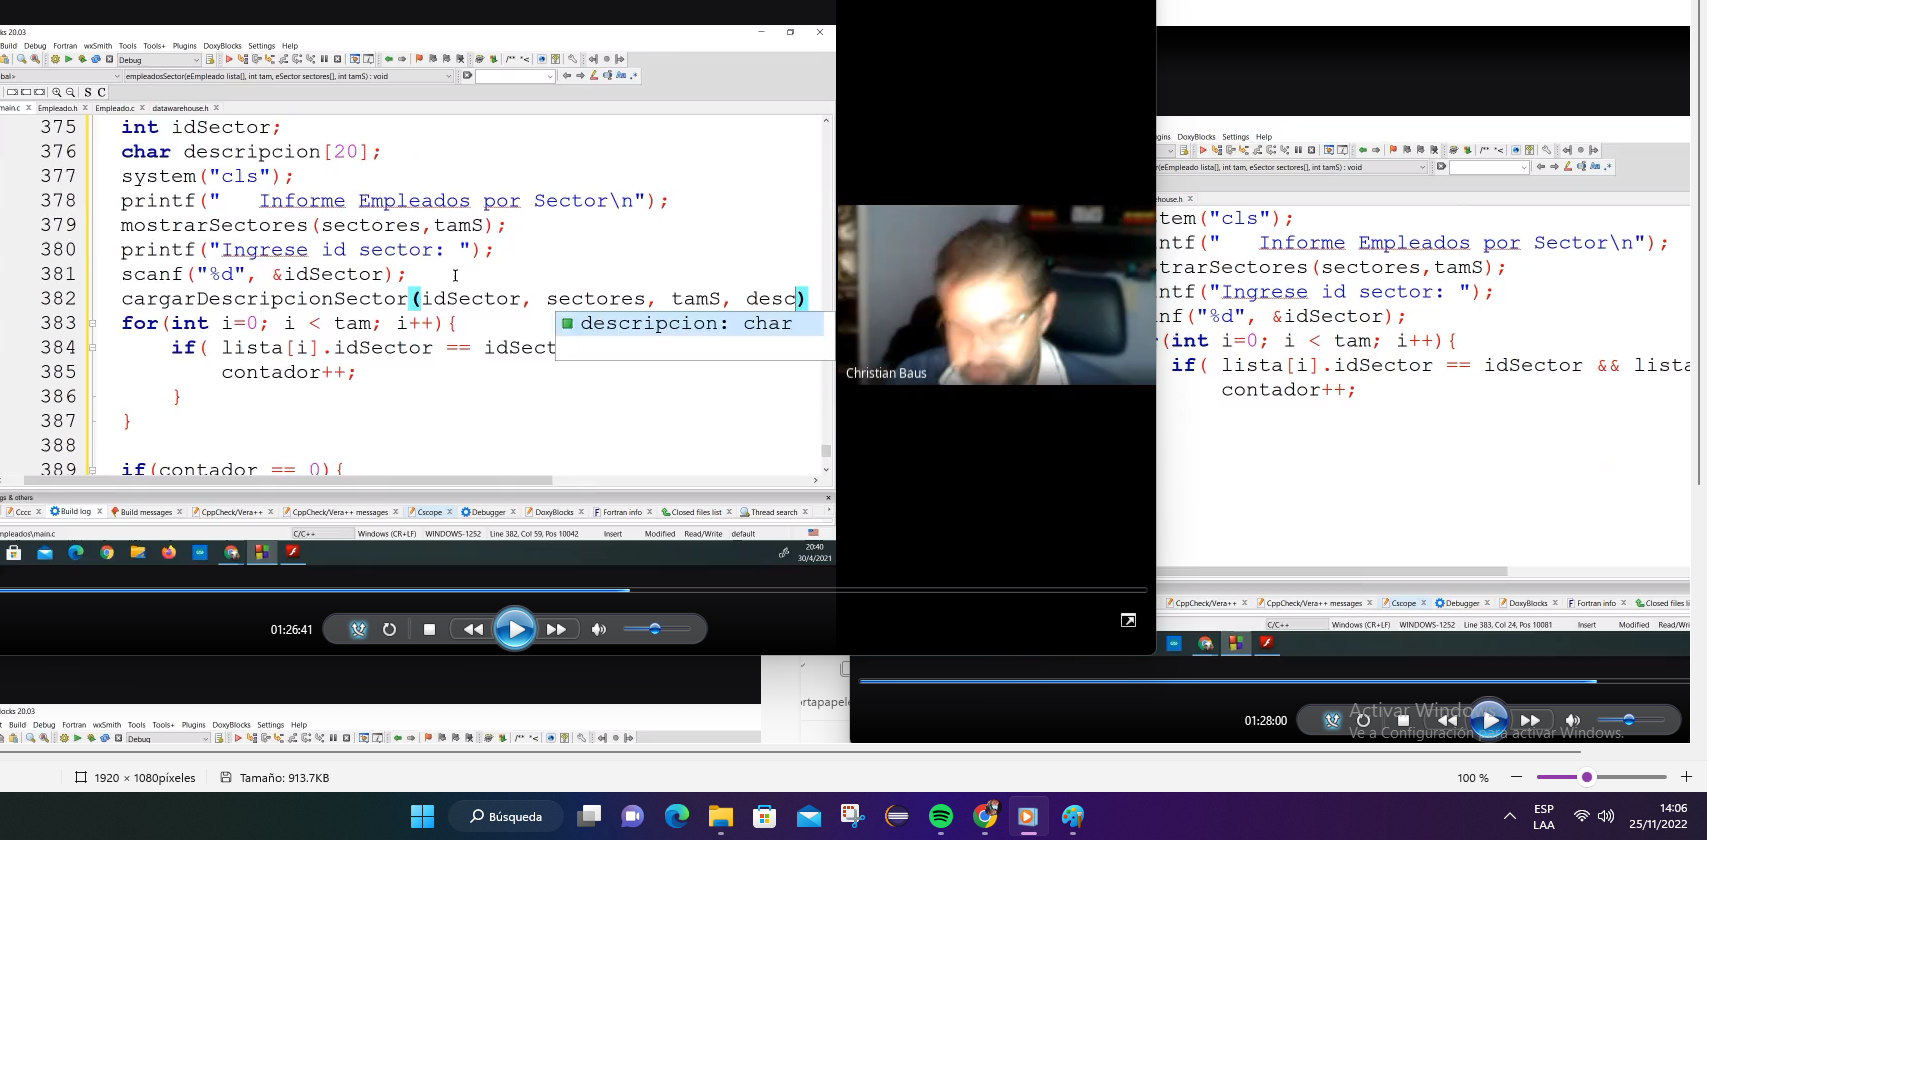 cks 20.03
Build Debug Fortran wxSmith Tools Tools+ Plugins DoxyBlocks Settings Help
Debug
obal> empleadosSector(eEmpleado lista[], int tam, eSector sectores[], int tamS) : void
S C
main.c Empleado.h Empleado.c datawarehouse.h
375 int idSector;
376 char descripcion[20];
377 system("cls");
378 printf("   Informe Empleados por Sector\n");
379 mostrarSectores(sectores,tamS);
380 printf("Ingrese id sector: ");
381 scanf("%d", &idSector);
382 cargarDescripcionSector(idSector, sectores, tamS, desc)
descripcion: char
383 for(int i=0; i < tam; i++){
384 if( lista[i].idSector == idSect
385 contador++;
386 }
387 }
388
389 if(contador == 0){
gs & others
Cccc Build log Build messages CppCheck/Vera++ CppCheck/Vera++ messages Cscope Debugger DoxyBlocks Fortran info Closed files list Thread search
mpleados\main.c C/C++ Windows (CR+LF) WINDOWS-1252 Line 382, Col 59, Pos 10042 Insert Modified Read/Write default
20:40
30/4/2021
01:26:41
Christian Baus
ugins DoxyBlocks Settings Help
(eEmpleado lista[], int tam, eSector sectores[], int tamS) : void
house.h
tem("cls");
ntf("   Informe Empleados por Sector\n");
trarSectores(sectores,tamS);
"Ingrese id sector: ");
nf("%d", &idSector);
(int i=0; i < tam; i++){
if( lista[i].idSector == idSector && lista
contador++;
CppCheck/Vera++ CppCheck/Vera++ messages Cscope Debugger DoxyBlocks Fortran info Closed files li
C/C++ Windows (CR+LF) WINDOWS-1252 Line 383, Col 24, Pos 10081 Insert Modified Read/Wri
01:28:00
Activar Windows
Ve a Configuración para activar Windows.
rtapapele
ocks 20.03
Build Debug Fortran wxSmith Tools Tools+ Plugins DoxyBlocks Settings Help
Debug
1920 × 1080píxeles Tamaño: 913.7KB 100 %
Búsqueda
ESP
LAA
14:06
25/11/2022